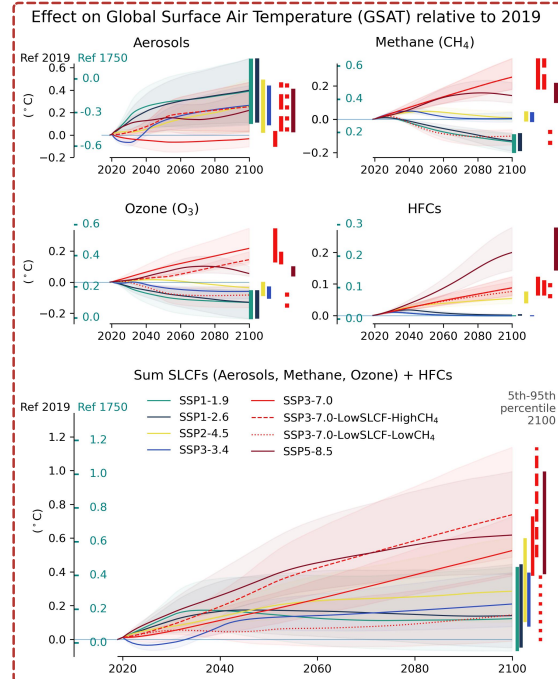 Effect on Global Surface Air Temperature (GSAT) relative to 2019
Aerosols
Ref 2019 Ref 1750
0.6
0.4
0.2
0.0
−0.2
(°C)
0.0
-0.3
-0.6
2020 2040 2060 2080 2100
Methane (CH₄)
0.2
0.0
−0.2
0.6
0.4
0.2
2020 2040 2060 2080 2100
Ozone (O₃)
0.2
0.0
−0.2
(°C)
0.6
0.4
0.2
0.0
2020 2040 2060 2080 2100
HFCs
0.2
0.1
0.0
0.3
0.2
0.1
0.0
2020 2040 2060 2080 2100
Sum SLCFs (Aerosols, Methane, Ozone) + HFCs
Ref 2019 Ref 1750
1.2
1.0
0.8
0.6
0.4
0.2
0.0
(°C)
1.2
1.0
0.8
0.6
0.4
0.2
0.0
SSP1-1.9
SSP1-2.6
SSP2-4.5
SSP3-3.4
SSP3-7.0
SSP3-7.0-LowSLCF-HighCH₄
SSP3-7.0-LowSLCF-LowCH₄
SSP5-8.5
5th-95th
percentile
2100
2020 2040 2060 2080 2100